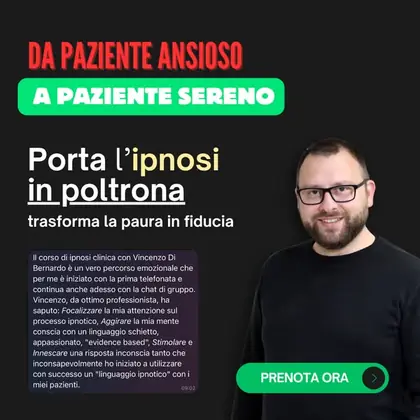 DA PAZIENTE ANSIOSO
A PAZIENTE SERENO
Porta l'ipnosi
in poltrona
trasforma la paura in fiducia
Il corso di ipnosi clinica con Vincenzo Di
Bernardo è un vero percorso emozionale che
per me è iniziato con la prima telefonata e
continua anche adesso con la chat di gruppo.
Vincenzo, da ottimo professionista, ha
saputo: Focalizzare la mia attenzione sul
processo ipnotico, Aggirare la mia mente
conscia con un linguaggio schietto,
appassionato, "evidence based", Stimolare e
Innescare una risposta inconscia tanto che
inconsapevolmente ho iniziato a utilizzare
con successo un "linguaggio ipnotico" con i
miei pazienti.
PRENOTA ORA